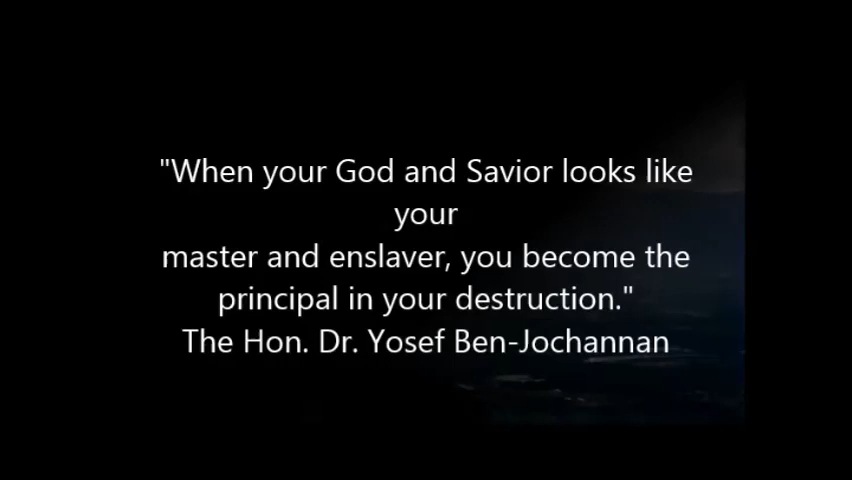 "When your God and Savior looks like
your
master and enslaver, you become the
principal in your destruction."
The Hon. Dr. Yosef Ben-Jochannan